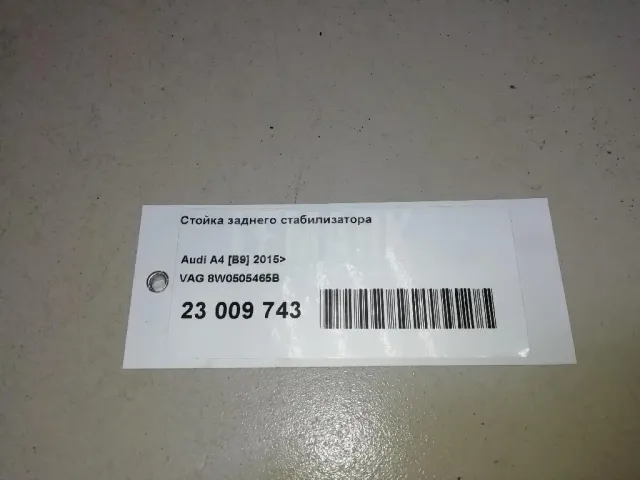 Стойка заднего стабилизатора
Audi A4 [B9] 2015>
VAG 8W0505465B
23 009 743